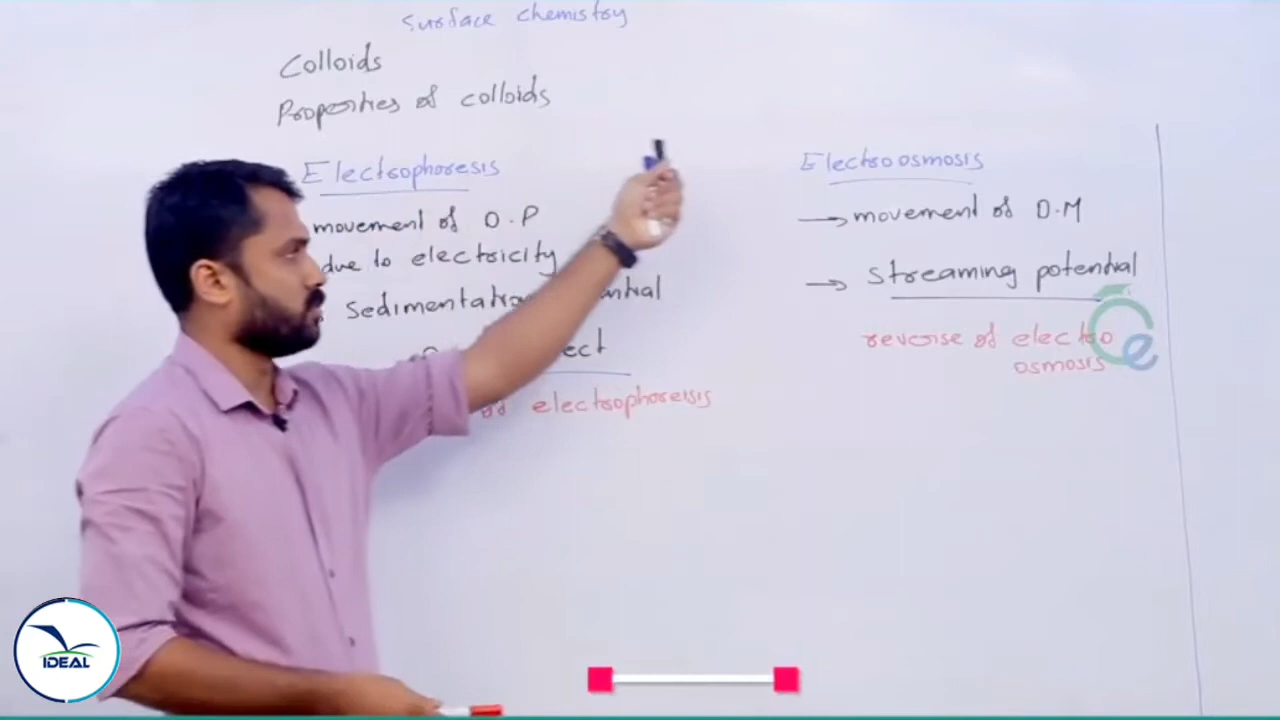 Surface chemistry
Colloids
Properties of colloids
Electrophoresis
movement of D.P
due to electricity
Sedimentation
ect
electrophoresis
Electroosmosis
→ movement of D.M
→ streaming potential
reverse of electro
osmosis
IDEAL
e